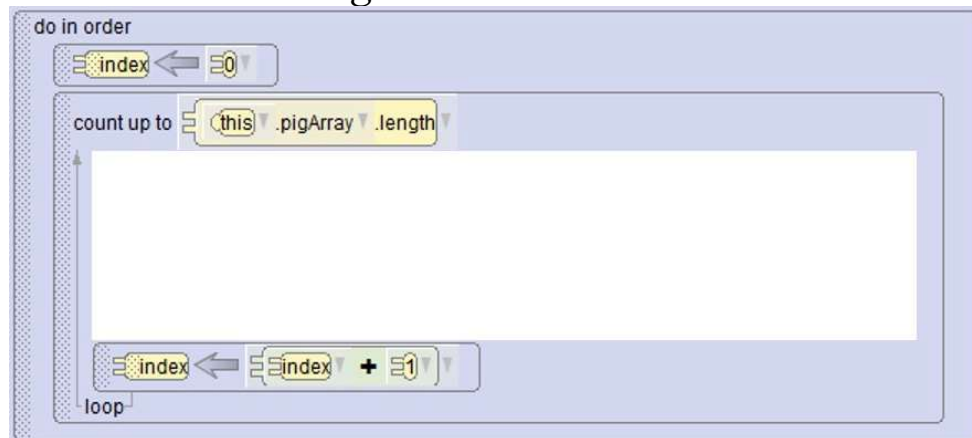 do in order
index 0
count up to this .pigArray .length
index index + 1
loop